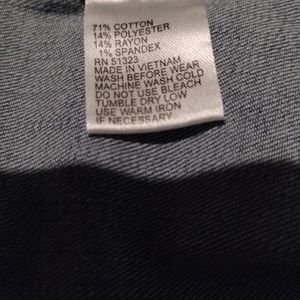 71% COTTON
14% POLYESTER
14% RAYON
1% SPANDEX
RN 51323
MADE IN VIETNAM
WASH BEFORE WEAR
MACHINE WASH COLD
DO NOT USE BLEACH
TUMBLE DRY LOW
USE WARM IRON
IF NECESSARY